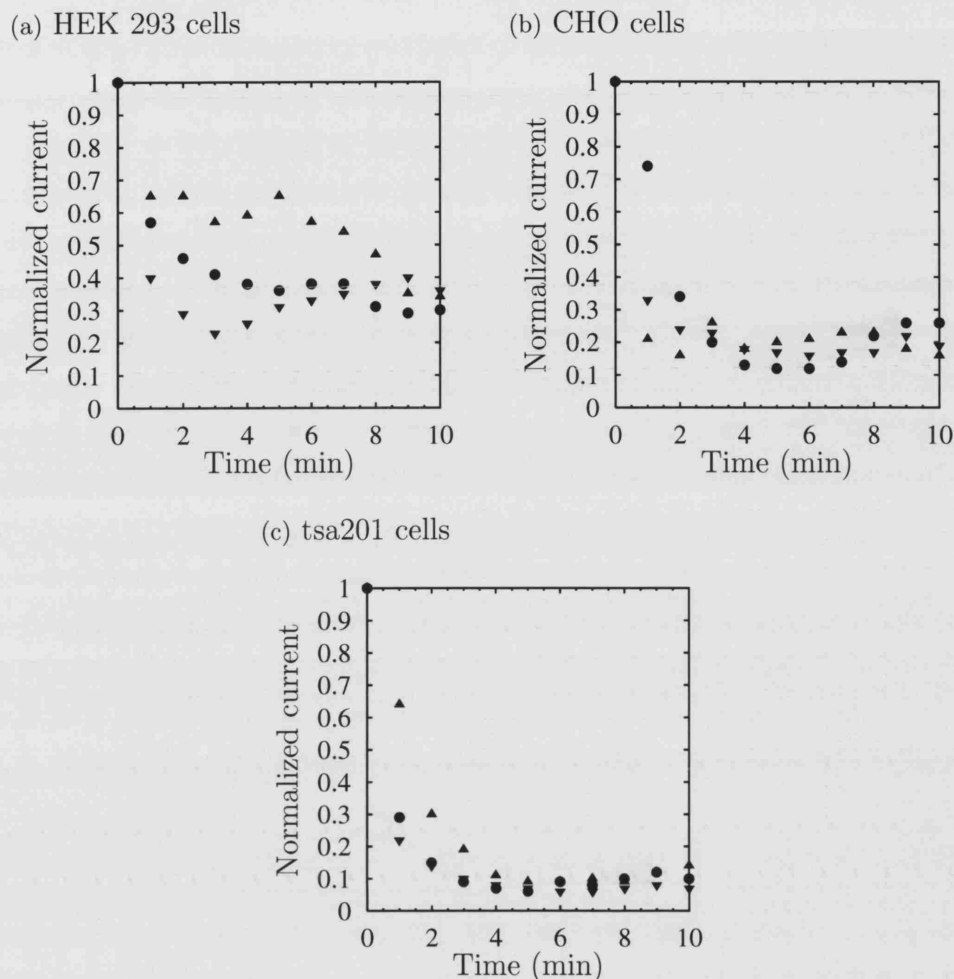 (a) HEK 293 cells
1
0.9
0.8
0.7
0.6
0.5
0.4
0.3
0.2
0.1
0
Normalized current
0 2 4 6 8 10
Time (min)
(b) CHO cells
1
0.9
0.8
0.7
0.6
0.5
0.4
0.3
0.2
0.1
0
Normalized current
0 2 4 6 8 10
Time (min)
(c) tsa201 cells
1
0.9
0.8
0.7
0.6
0.5
0.4
0.3
0.2
0.1
0
Normalized current
0 2 4 6 8 10
Time (min)